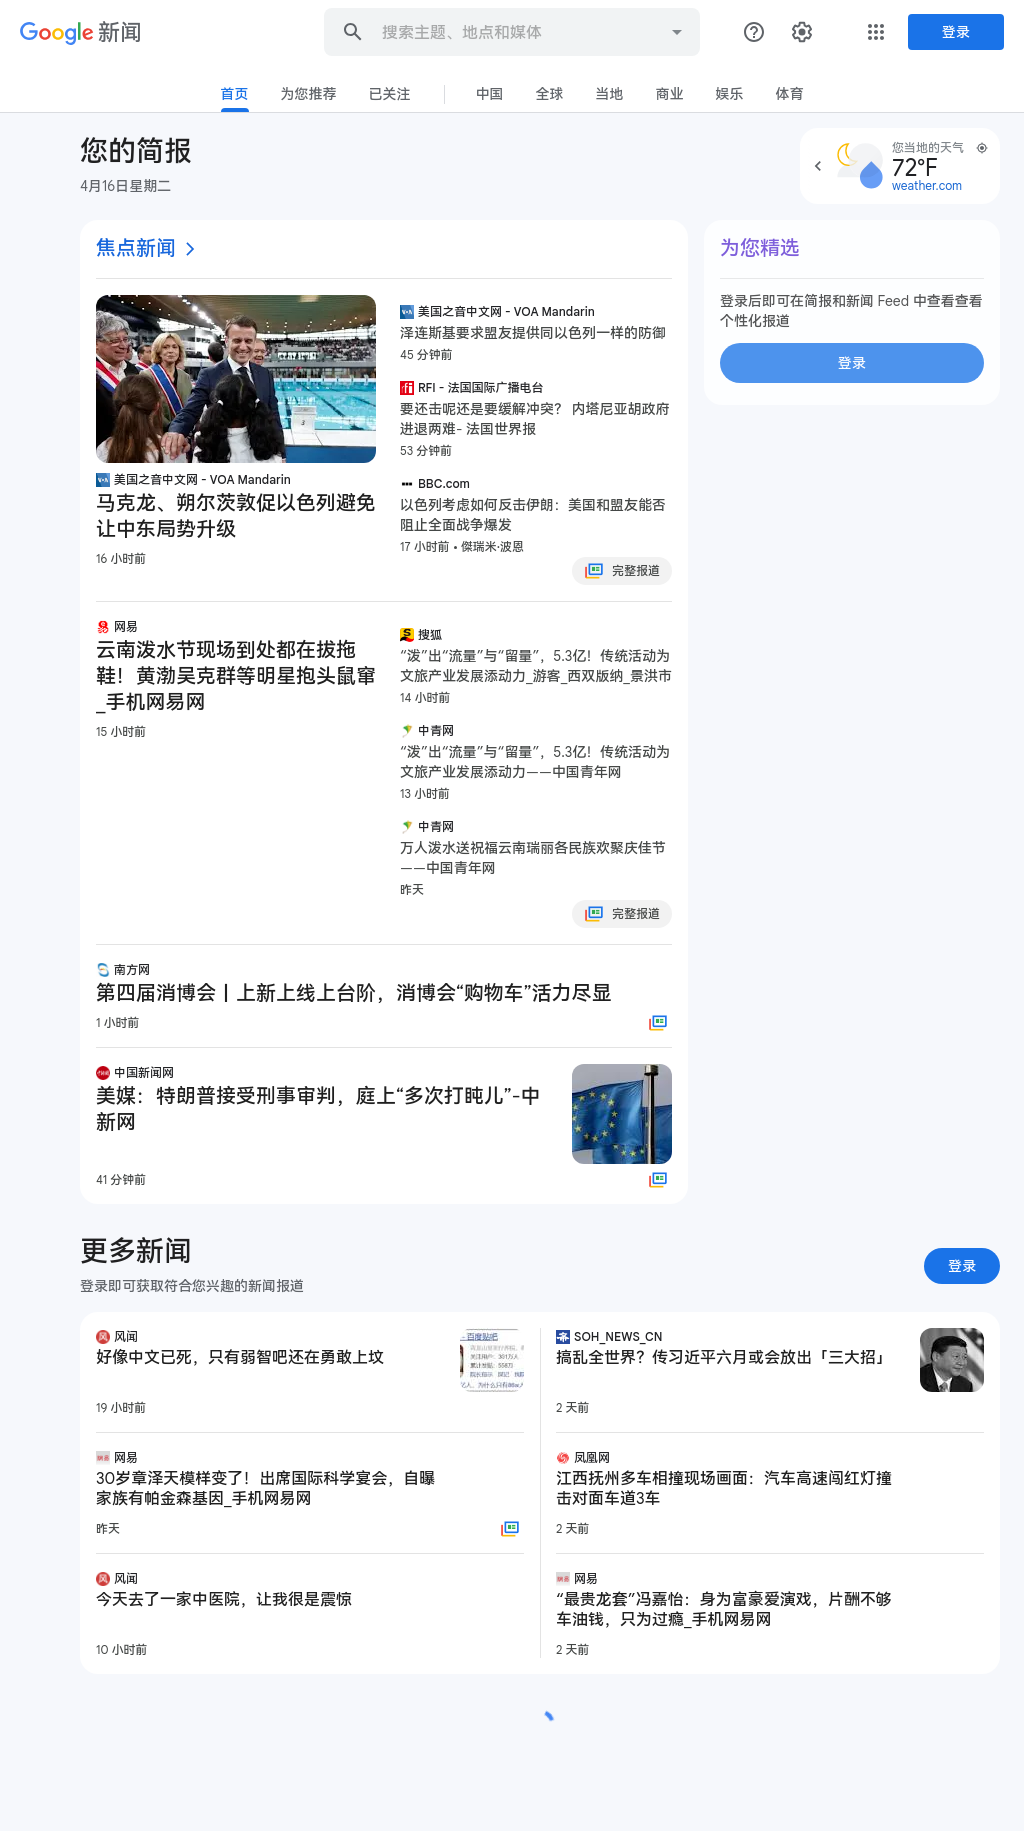 Google 新闻
搜索主题、地点和媒体
登录
首页
为您推荐
已关注
中国
全球
当地
商业
娱乐
体育
您的简报
4月16日星期二
您当地的天气
72°F
weather.com
焦点新闻
美国之音中文网 - VOA Mandarin
马克龙、朔尔茨敦促以色列避免
让中东局势升级
16 小时前
美国之音中文网 - VOA Mandarin
泽连斯基要求盟友提供同以色列一样的防御
45 分钟前
RFI - 法国国际广播电台
要还击呢还是要缓解冲突？ 内塔尼亚胡政府
进退两难- 法国世界报
53 分钟前
BBC.com
以色列考虑如何反击伊朗：美国和盟友能否
阻止全面战争爆发
17 小时前 • 傑瑞米·波恩
完整报道
网易
云南泼水节现场到处都在拔拖
鞋！黄渤吴克群等明星抱头鼠窜
_手机网易网
15 小时前
搜狐
“泼”出“流量”与“留量”，5.3亿！传统活动为
文旅产业发展添动力_游客_西双版纳_景洪市
14 小时前
中青网
“泼”出“流量”与“留量”，5.3亿！传统活动为
文旅产业发展添动力——中国青年网
13 小时前
中青网
万人泼水送祝福云南瑞丽各民族欢聚庆佳节
——中国青年网
昨天
完整报道
南方网
第四届消博会丨上新上线上台阶，消博会“购物车”活力尽显
1 小时前
中国新闻网
美媒：特朗普接受刑事审判，庭上“多次打盹儿”-中
新网
41 分钟前
为您精选
登录后即可在简报和新闻 Feed 中查看查看
个性化报道
登录
更多新闻
登录即可获取符合您兴趣的新闻报道
登录
风闻
好像中文已死，只有弱智吧还在勇敢上坟
19 小时前
- 百度贴吧
网易
30岁章泽天模样变了！出席国际科学宴会，自曝
家族有帕金森基因_手机网易网
昨天
风闻
今天去了一家中医院，让我很是震惊
10 小时前
SOH_NEWS_CN
搞乱全世界？传习近平六月或会放出「三大招」
2 天前
凤凰网
江西抚州多车相撞现场画面：汽车高速闯红灯撞
击对面车道3车
2 天前
网易
“最贵龙套”冯嘉怡：身为富豪爱演戏，片酬不够
车油钱，只为过瘾_手机网易网
2 天前